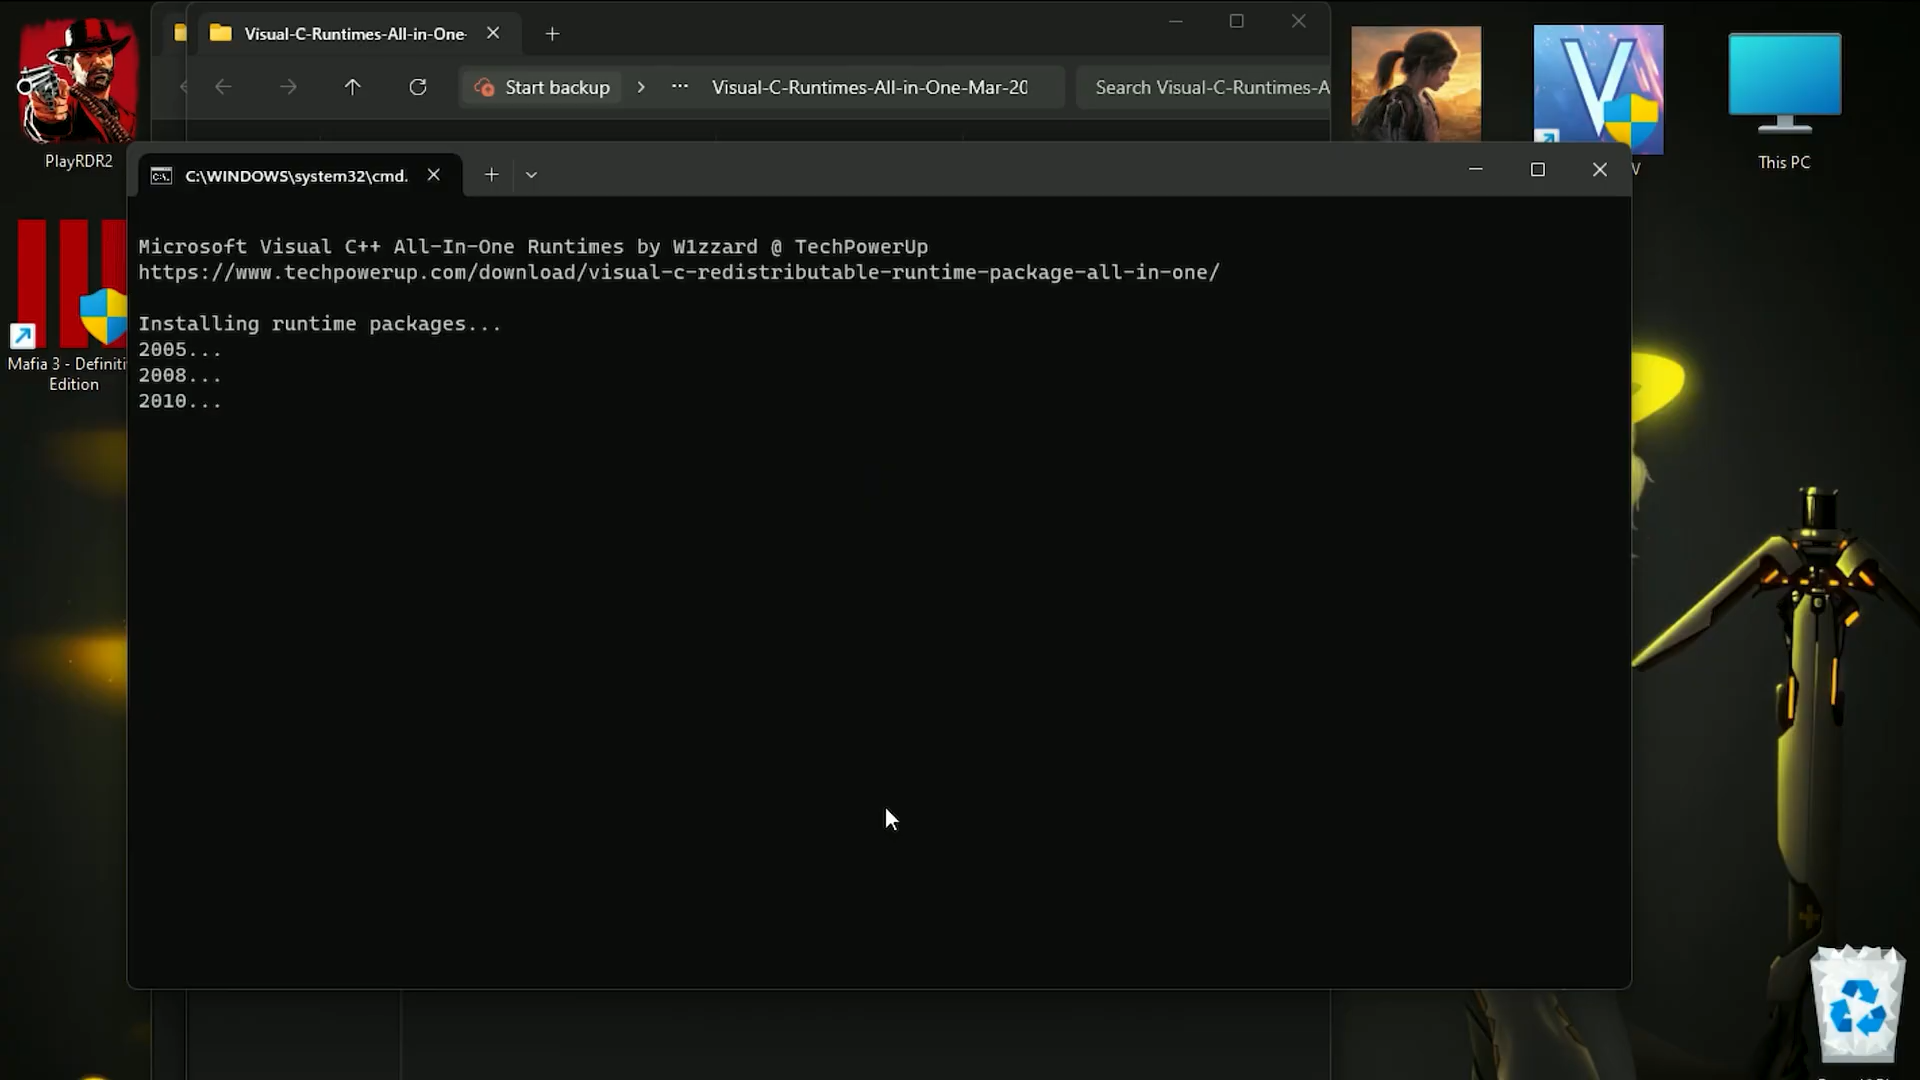 Visual-C-Runtimes-All-in-One-
Start backup
Visual-C-Runtimes-All-in-One-Mar-20
Search Visual-C-Runtimes-A
PlayRDR2
V
This PC
C:\WINDOWS\system32\cmd.
Microsoft Visual C++ All-In-One Runtimes by W1zzard @ TechPowerUp
https://www.techpowerup.com/download/visual-c-redistributable-runtime-package-all-in-one/
Installing runtime packages...
2005...
2008...
2010...
Mafia 3 - Definiti
Edition